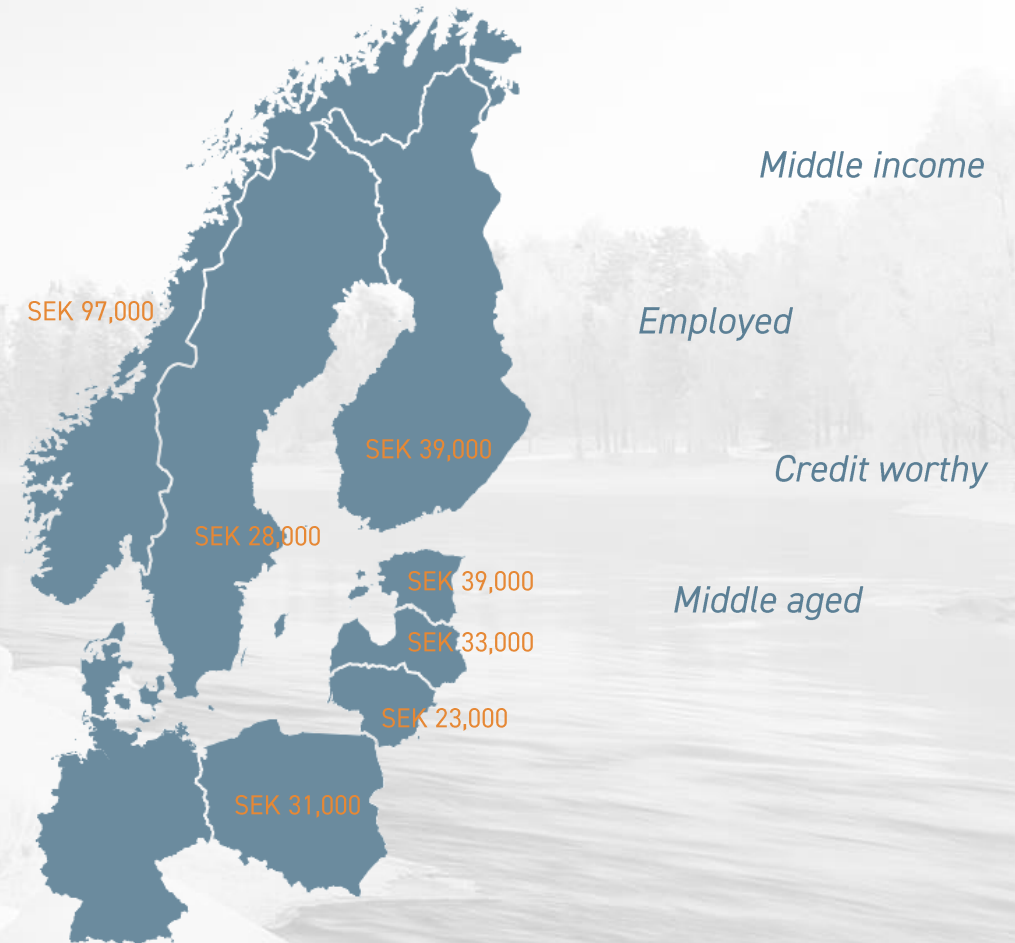 Middle income
SEK 97,000
Employed
SEK 39,000
Credit worthy
SEK 28,000
SEK 39,000
Middle aged
SEK 33,000
SEK 23,000
SEK 31,000